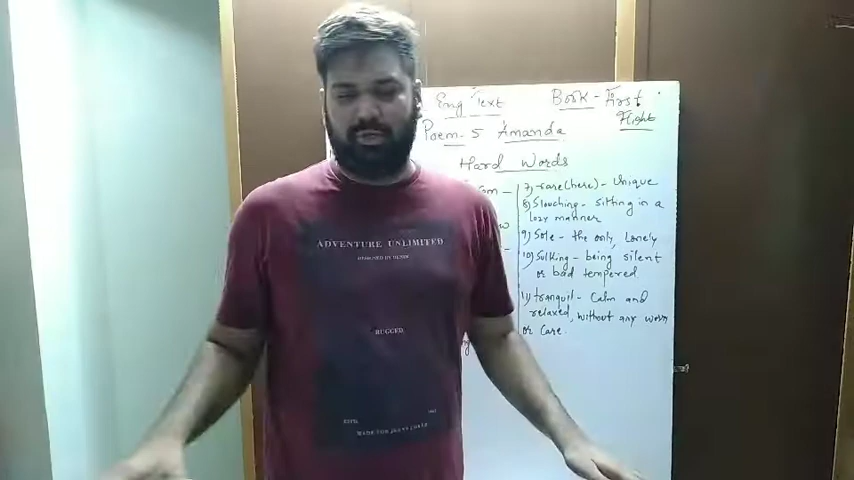 Eng Text Book - First
Flight
Poem - 5 Amanda
Hard Words
7) rare (here) - Unique
8) Slouching - sitting in a
lazy manner
9) Sole - the only, Lonely
10) Sulking - being silent
or bad tempered
11) tranquil - Calm and
relaxed, without any worry
or Care.
ADVENTURE UNLIMITED
RUGGED